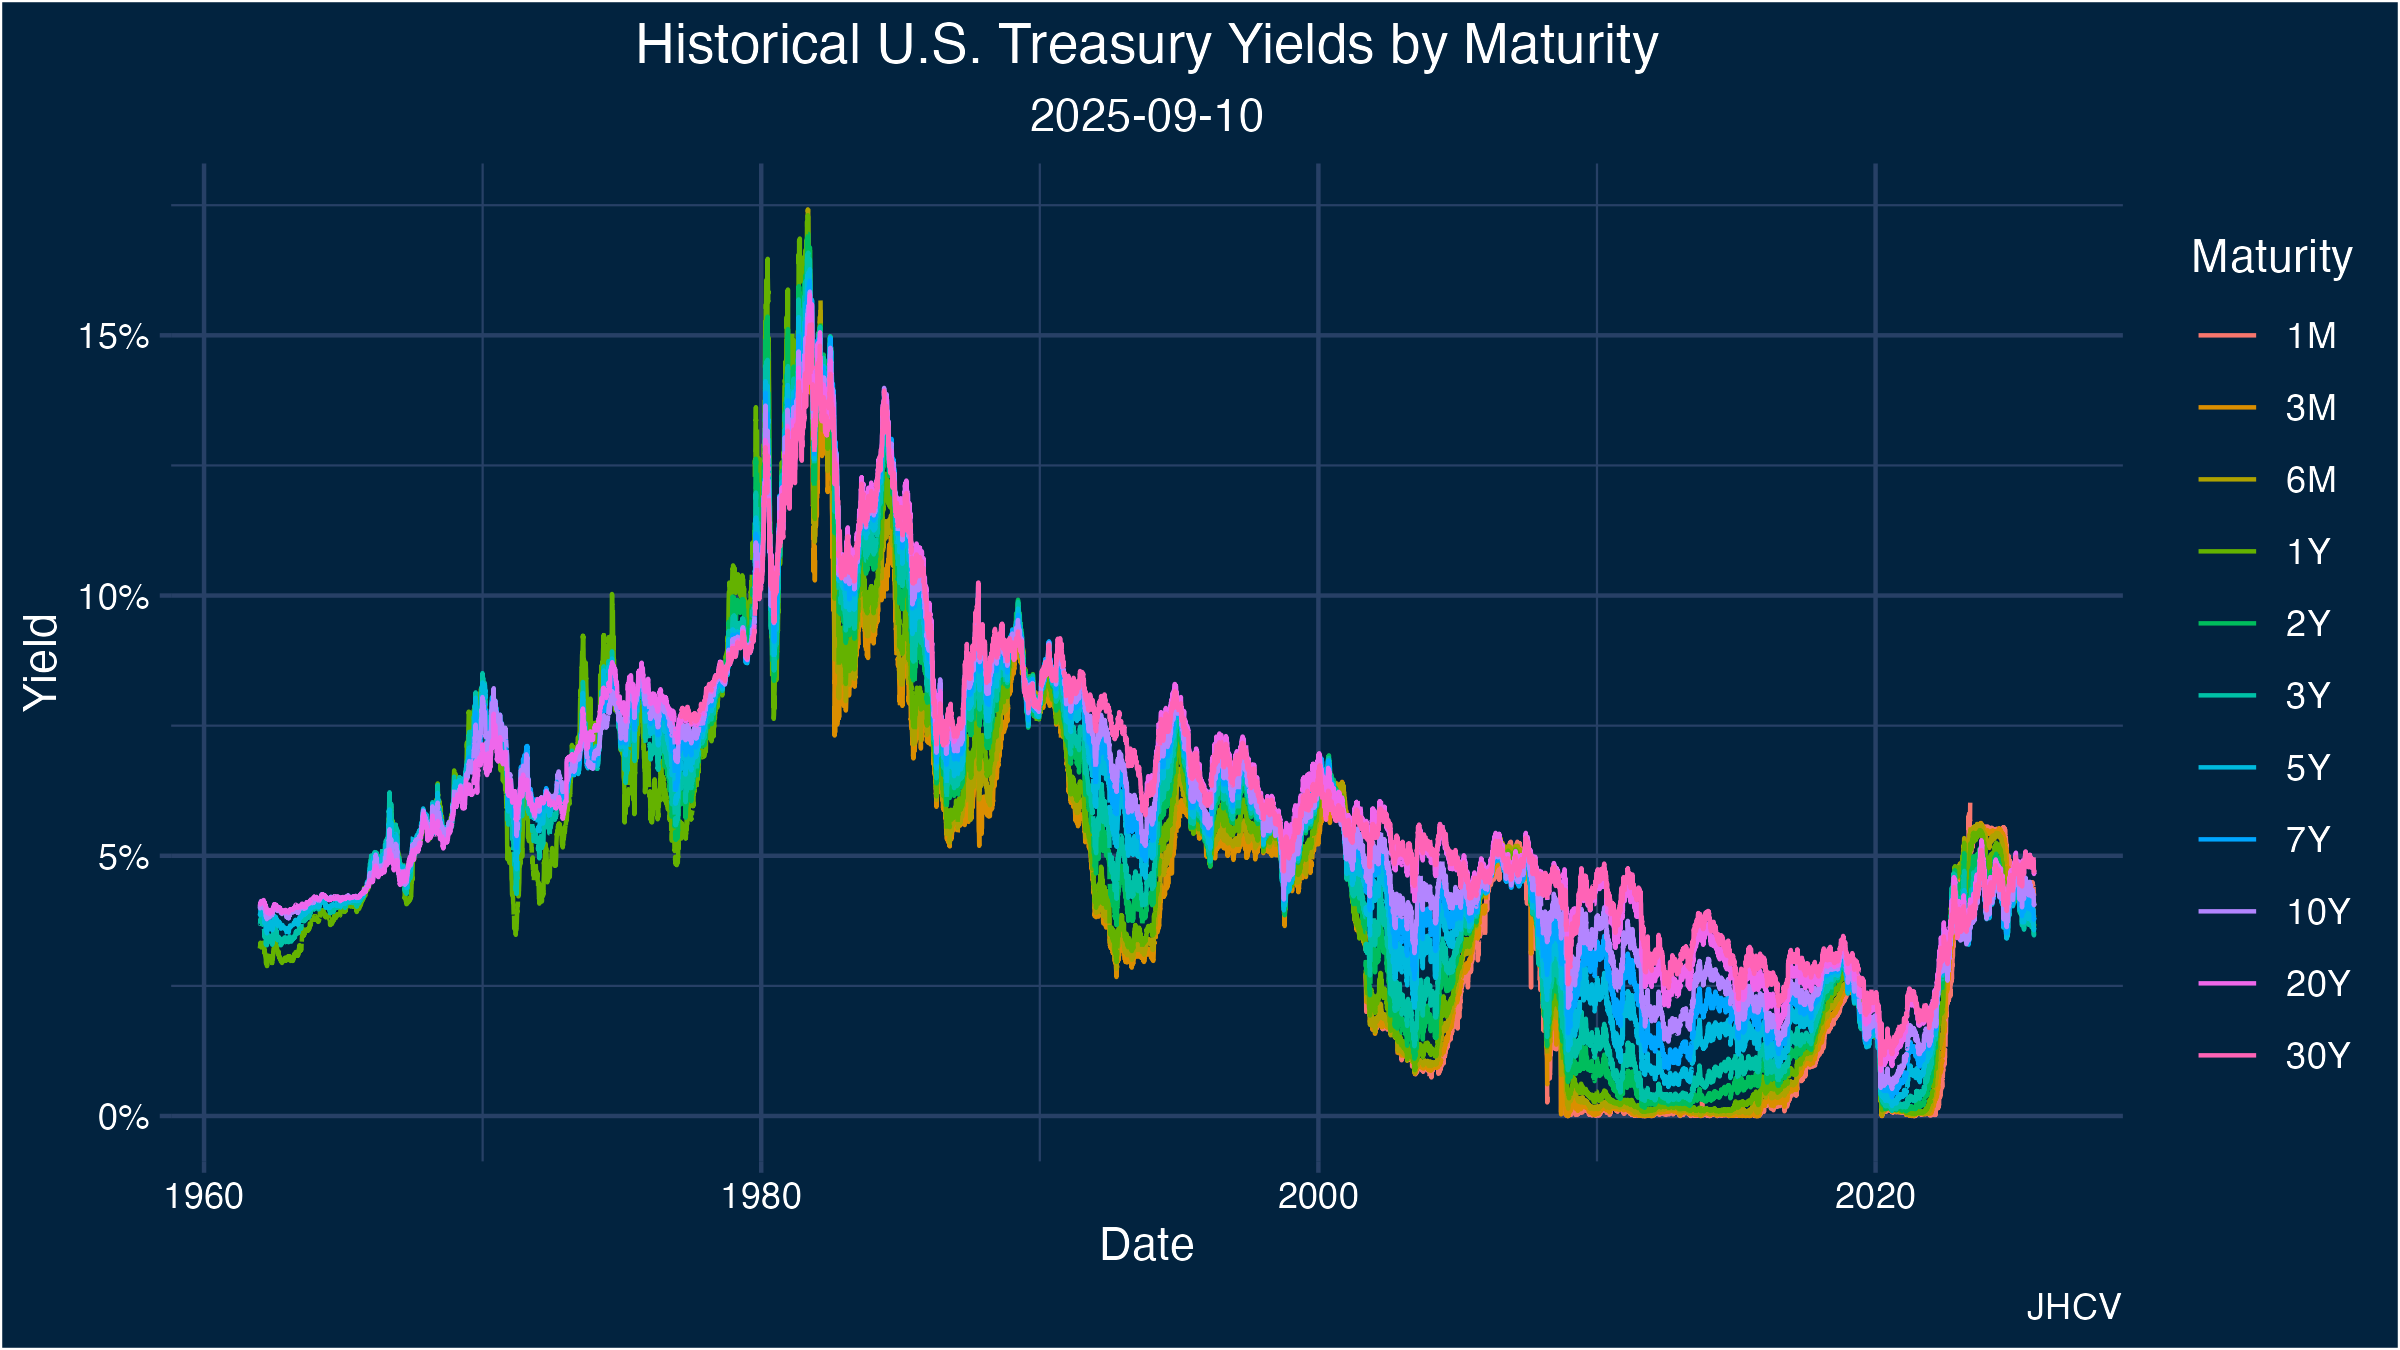 Historical U.S. Treasury Yields by Maturity
2025-09-10
Yield
15%
10%
5%
0%
1960
1980
2000
2020
Date
Maturity
1M
3M
6M
1Y
2Y
3Y
5Y
7Y
10Y
20Y
30Y
JHCV